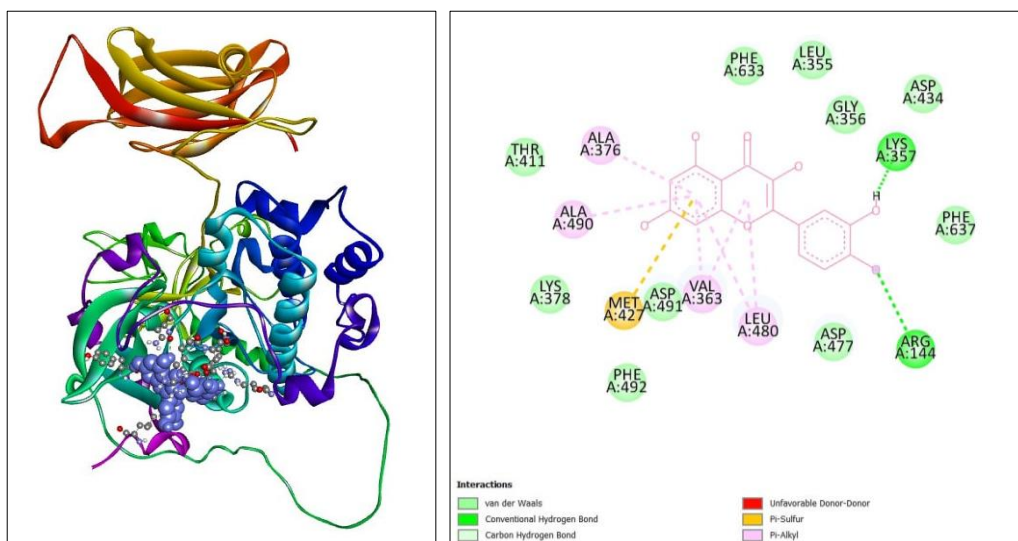 PHE
A:633
LEU
A:355
ASP
A:434
GLY
A:356
LYS
A:357
ALA
A:376
THR
A:411
O
O
O
H
O
ALA
A:490
O
O
PHE
A:637
LYS
A:378
MET
A:427
ASP
A:491
VAL
A:363
LEU
A:480
ASP
A:477
ARG
A:144
PHE
A:492
Interactions
van der Waals
Conventional Hydrogen Bond
Carbon Hydrogen Bond
Unfavorable Donor-Donor
Pi-Sulfur
Pi-Alkyl